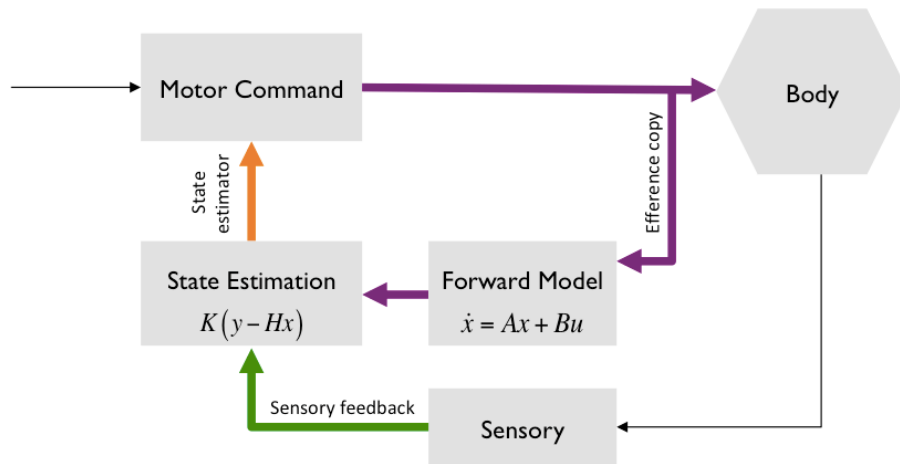 Motor Command
Body
Efference copy
State
estimator
State Estimation
K(y − Hx)
Forward Model
ẋ = Ax + Bu
Sensory feedback
Sensory